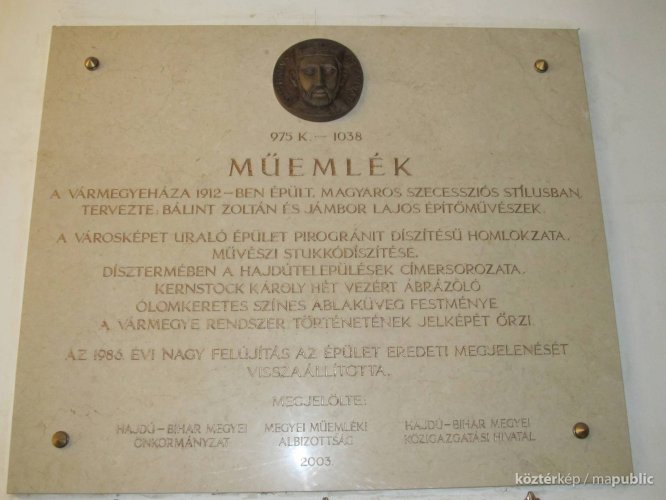 975 K. — 1038
MŰEMLÉK
A VÁRMEGYEHÁZA 1912 – BEN ÉPÜLT, MAGYAROS SZECESSZIÓS STÍLUSBAN,
TERVEZTE: BÁLINT ZOLTÁN ÉS JÁMBOR LAJOS ÉPÍTŐMŰVÉSZEK.
A VÁROSKÉPET URALÓ ÉPÜLET PIROGRÁNIT DÍSZÍTÉSŰ HOMLOKZATA,
MŰVÉSZI STUKKÓDÍSZÍTÉSE,
DÍSZTERMÉBEN A HAJDÚTELEPÜLÉSEK CÍMERSOROZATA,
KERNSTOCK KÁROLY HÉT VEZÉRT ÁBRÁZOLÓ
ÓLOMKERETES SZÍNES ABLAKÜVEG FESTMÉNYE
A VÁRMEGYE RENDSZER TÖRTÉNETÉNEK JELKÉPÉT ŐRZI
AZ 1986. ÉVI NAGY FELÚJÍTÁS AZ ÉPÜLET EREDETI MEGJELENÉSÉT
VISSZAÁLLÍTOTTA.
MEGJELÖLTE:
HAJDÚ – BIHAR MEGYEI MEGYEI MŰEMLÉKI HAJDÚ – BIHAR MEGYEI
ÖNKORMÁNYZAT ALBIZOTTSÁG KÖZIGAZGATÁSI HIVATAL
2003.
köztérkép / mapublic